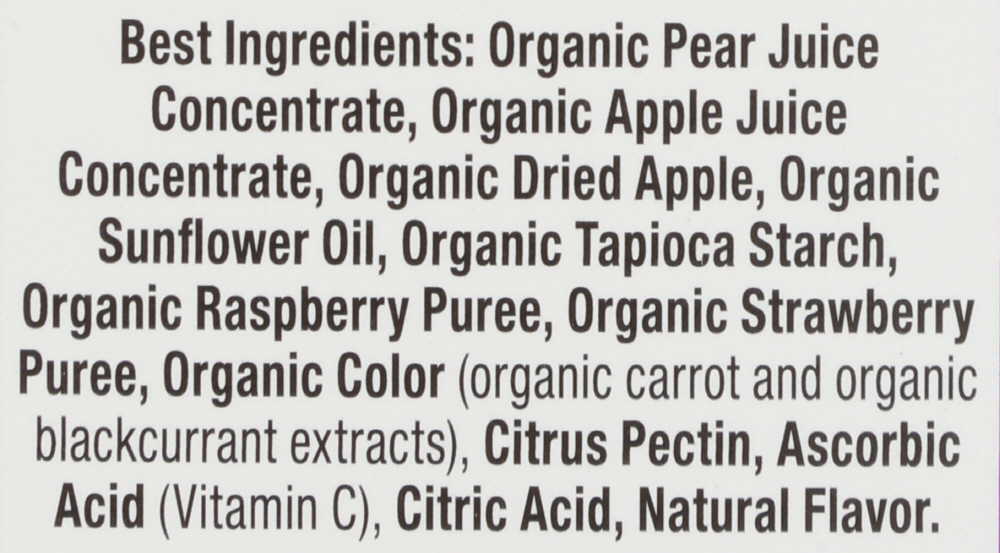 Best Ingredients: Organic Pear Juice
Concentrate, Organic Apple Juice
Concentrate, Organic Dried Apple, Organic
Sunflower Oil, Organic Tapioca Starch,
Organic Raspberry Puree, Organic Strawberry
Puree, Organic Color (organic carrot and organic
blackcurrant extracts), Citrus Pectin, Ascorbic
Acid (Vitamin C), Citric Acid, Natural Flavor.